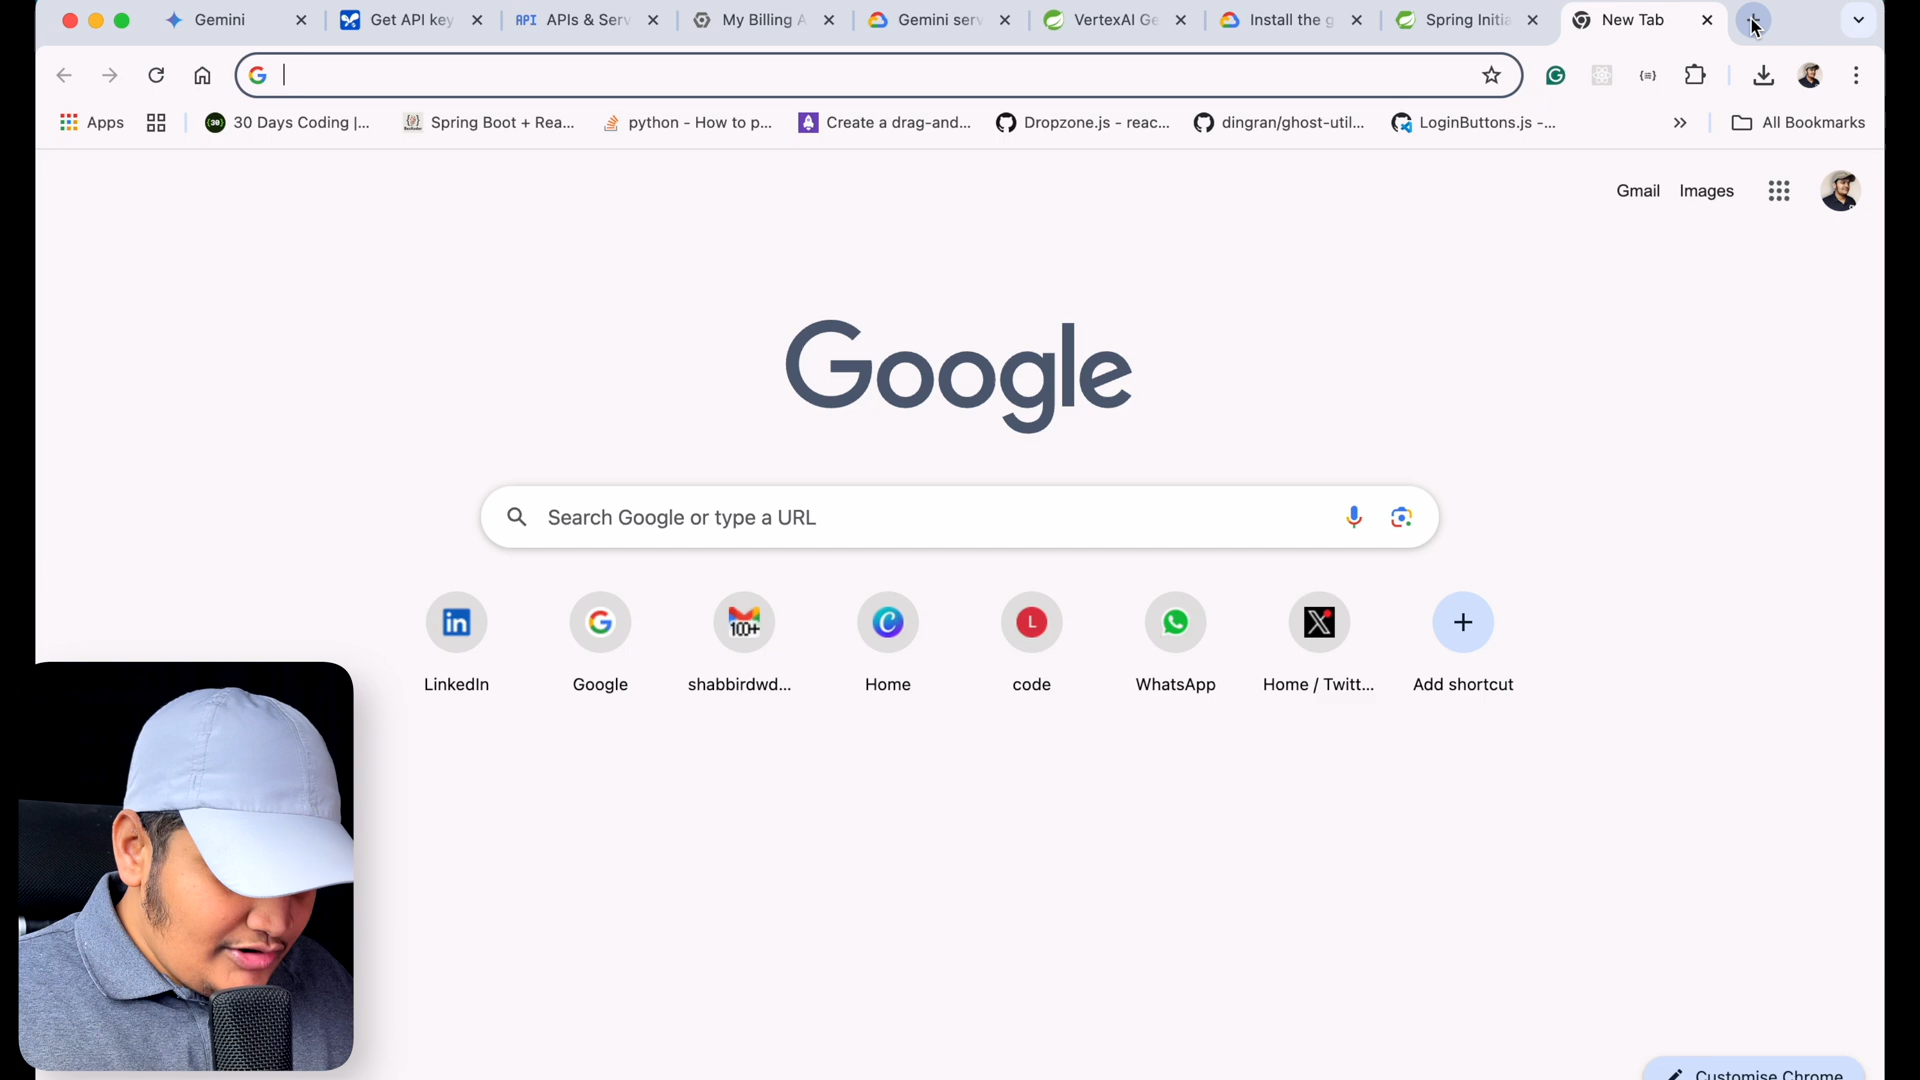 Gemini
Get API key
API APIs & Serv
My Billing A
Gemini serv
VertexAI Ge
Install the g
Spring Initia
New Tab
Apps
30 Days Coding |...
Spring Boot + Rea...
python - How to p...
Create a drag-and...
Dropzone.js - reac...
dingran/ghost-util...
LoginButtons.js -...
All Bookmarks
Gmail
Images
Google
Search Google or type a URL
100+
L
LinkedIn
Google
shabbirdwd...
Home
code
WhatsApp
Home / Twitt...
Add shortcut
Customise Chrome